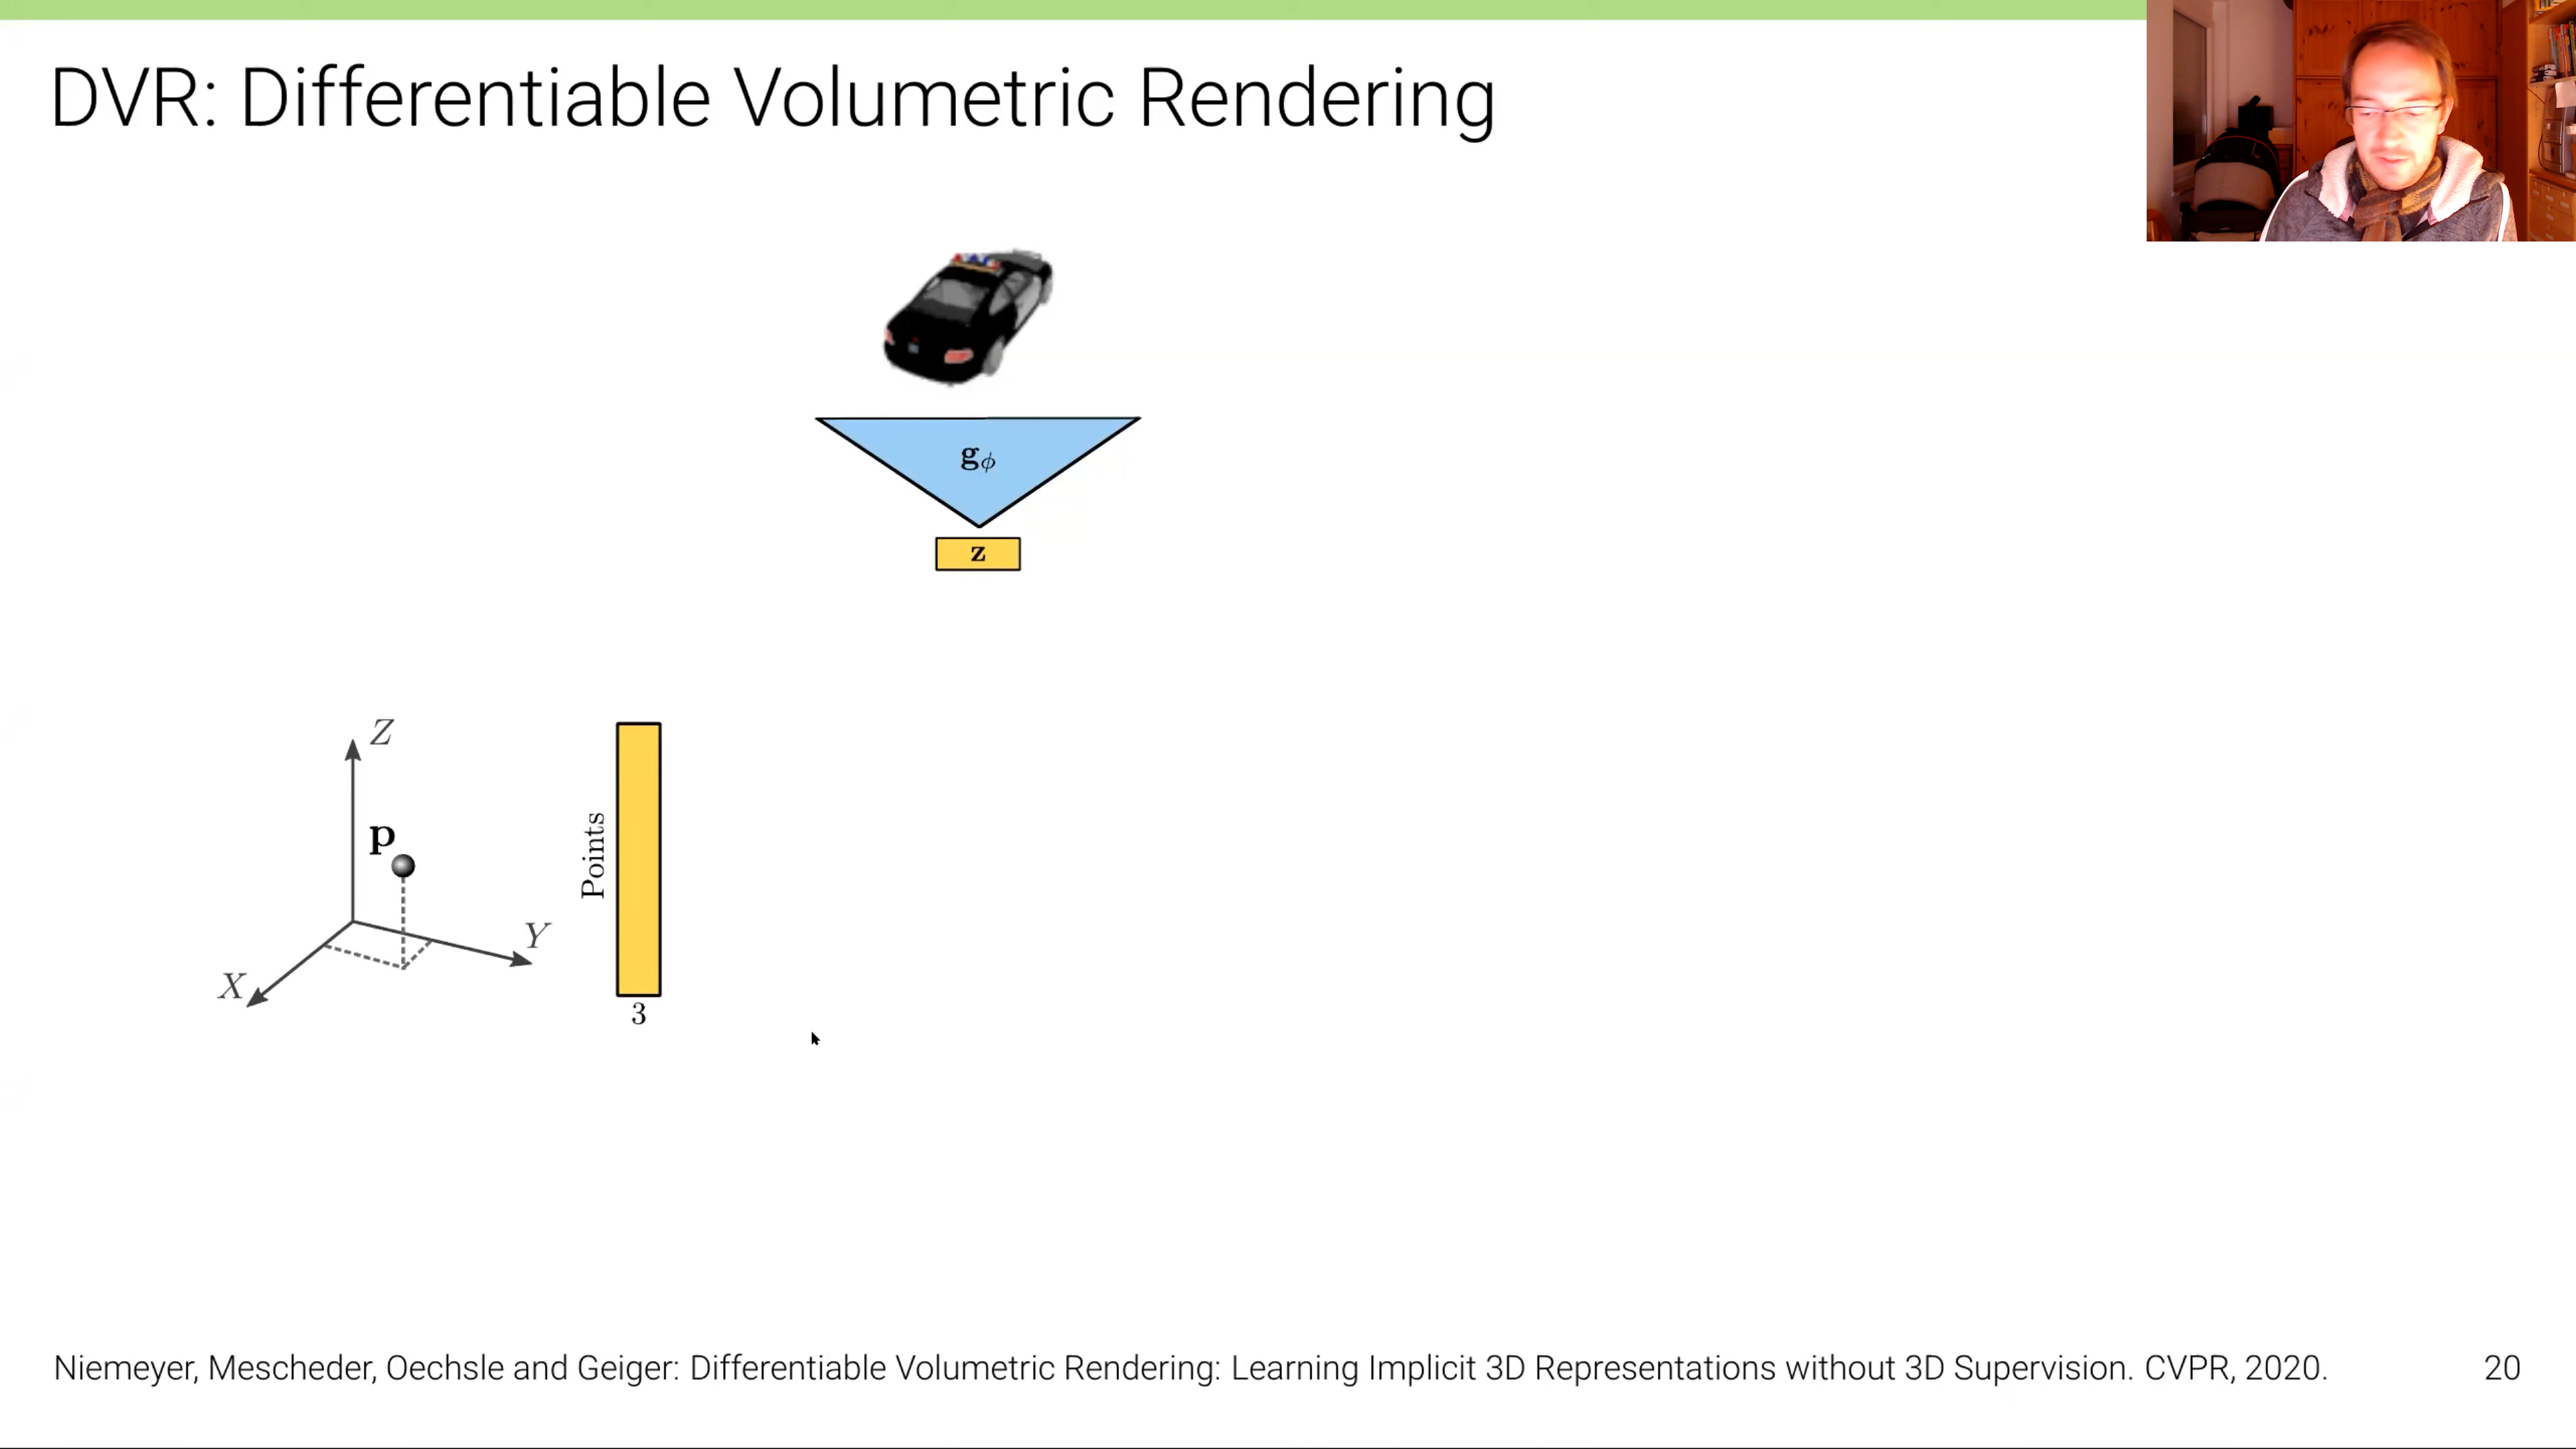 DVR: Differentiable Volumetric Rendering
g_ϕ
z
Z
p
Y
X
Points
3
Niemeyer, Mescheder, Oechsle and Geiger: Differentiable Volumetric Rendering: Learning Implicit 3D Representations without 3D Supervision. CVPR, 2020.
20